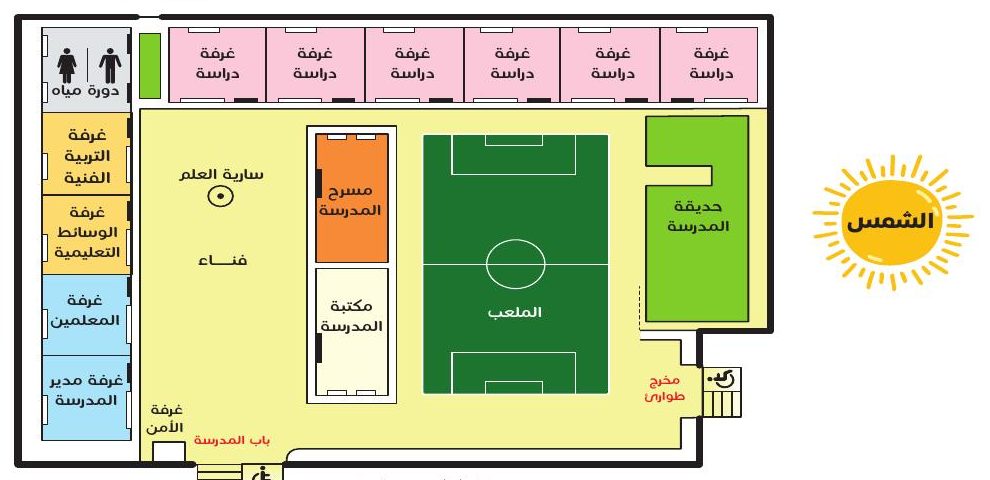 غرفة
دراسة
غرفة
دراسة
غرفة
دراسة
غرفة
دراسة
غرفة
دراسة
غرفة
دراسة
دورة مياه
غرفة
التربية
الفنية
غرفة
الوسائط
التعليمية
غرفة
المعلمين
غرفة مدير
المدرسة
سارية العلم
فنـــاء
مسرح
المدرسة
مكتبة
المدرسة
الملعب
حديقة
المدرسة
الشمس
مخرج
طوارئ
غرفة
الأمن
باب المدرسة